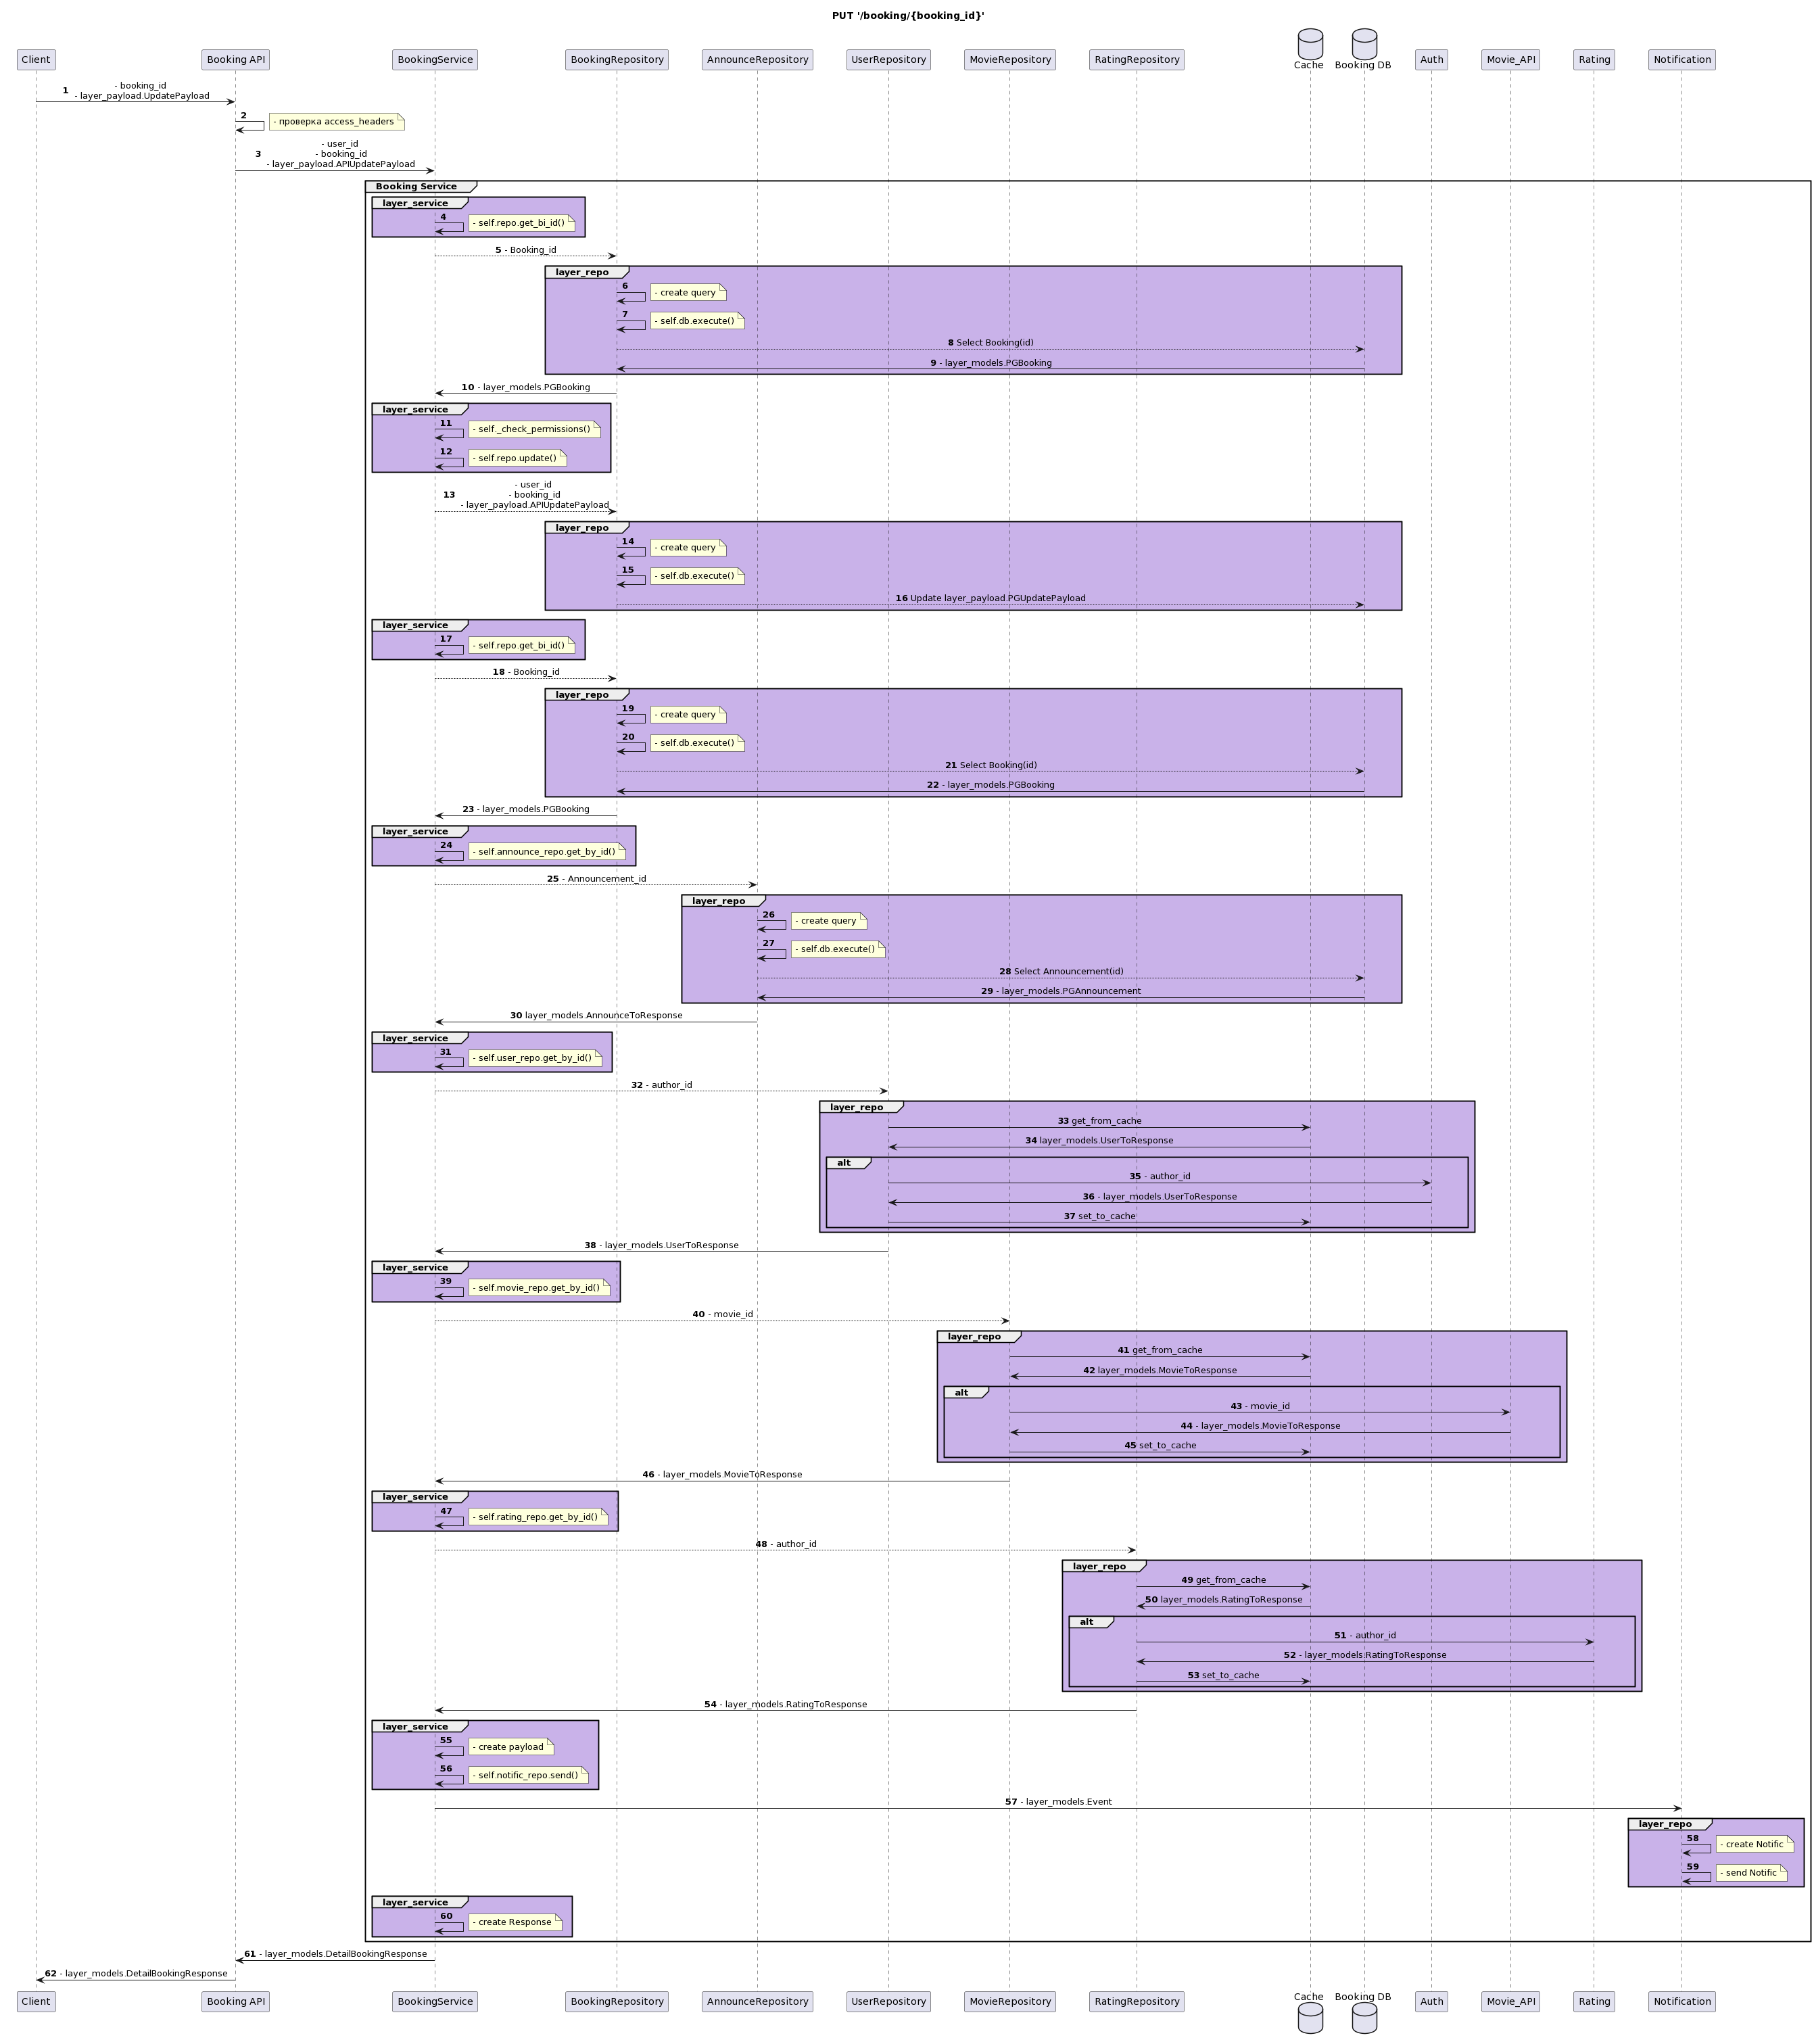 PUT '/booking/{booking_id}'
Client
Booking API
BookingService
BookingRepository
AnnounceRepository
UserRepository
MovieRepository
RatingRepository
Cache
Booking DB
Auth
Movie_API
Rating
Notification
- booking_id
1 - layer_payload.UpdatePayload
2 - проверка access_headers
- user_id
- booking_id
3 - layer_payload.APIUpdatePayload
Booking Service
layer_service
4 - self.repo.get_bi_id()
5 - Booking_id
layer_repo
6 - create query
7 - self.db.execute()
8 Select Booking(id)
9 - layer_models.PGBooking
10 - layer_models.PGBooking
layer_service
11 - self._check_permissions()
12 - self.repo.update()
- user_id
- booking_id
13 - layer_payload.APIUpdatePayload
layer_repo
14 - create query
15 - self.db.execute()
16 Update layer_payload.PGUpdatePayload
layer_service
17 - self.repo.get_bi_id()
18 - Booking_id
layer_repo
19 - create query
20 - self.db.execute()
21 Select Booking(id)
22 - layer_models.PGBooking
23 - layer_models.PGBooking
layer_service
24 - self.announce_repo.get_by_id()
25 - Announcement_id
layer_repo
26 - create query
27 - self.db.execute()
28 Select Announcement(id)
29 - layer_models.PGAnnouncement
30 layer_models.AnnounceToResponse
layer_service
31 - self.user_repo.get_by_id()
32 - author_id
layer_repo
33 get_from_cache
34 layer_models.UserToResponse
alt
35 - author_id
36 - layer_models.UserToResponse
37 set_to_cache
38 - layer_models.UserToResponse
layer_service
39 - self.movie_repo.get_by_id()
40 - movie_id
layer_repo
41 get_from_cache
42 layer_models.MovieToResponse
alt
43 - movie_id
44 - layer_models.MovieToResponse
45 set_to_cache
46 - layer_models.MovieToResponse
layer_service
47 - self.rating_repo.get_by_id()
48 - author_id
layer_repo
49 get_from_cache
50 layer_models.RatingToResponse
alt
51 - author_id
52 - layer_models.RatingToResponse
53 set_to_cache
54 - layer_models.RatingToResponse
layer_service
55 - create payload
56 - self.notific_repo.send()
57 - layer_models.Event
layer_repo
58 - create Notific
59 - send Notific
layer_service
60 - create Response
61 - layer_models.DetailBookingResponse
62 - layer_models.DetailBookingResponse
Client
Booking API
BookingService
BookingRepository
AnnounceRepository
UserRepository
MovieRepository
RatingRepository
Cache
Booking DB
Auth
Movie_API
Rating
Notification